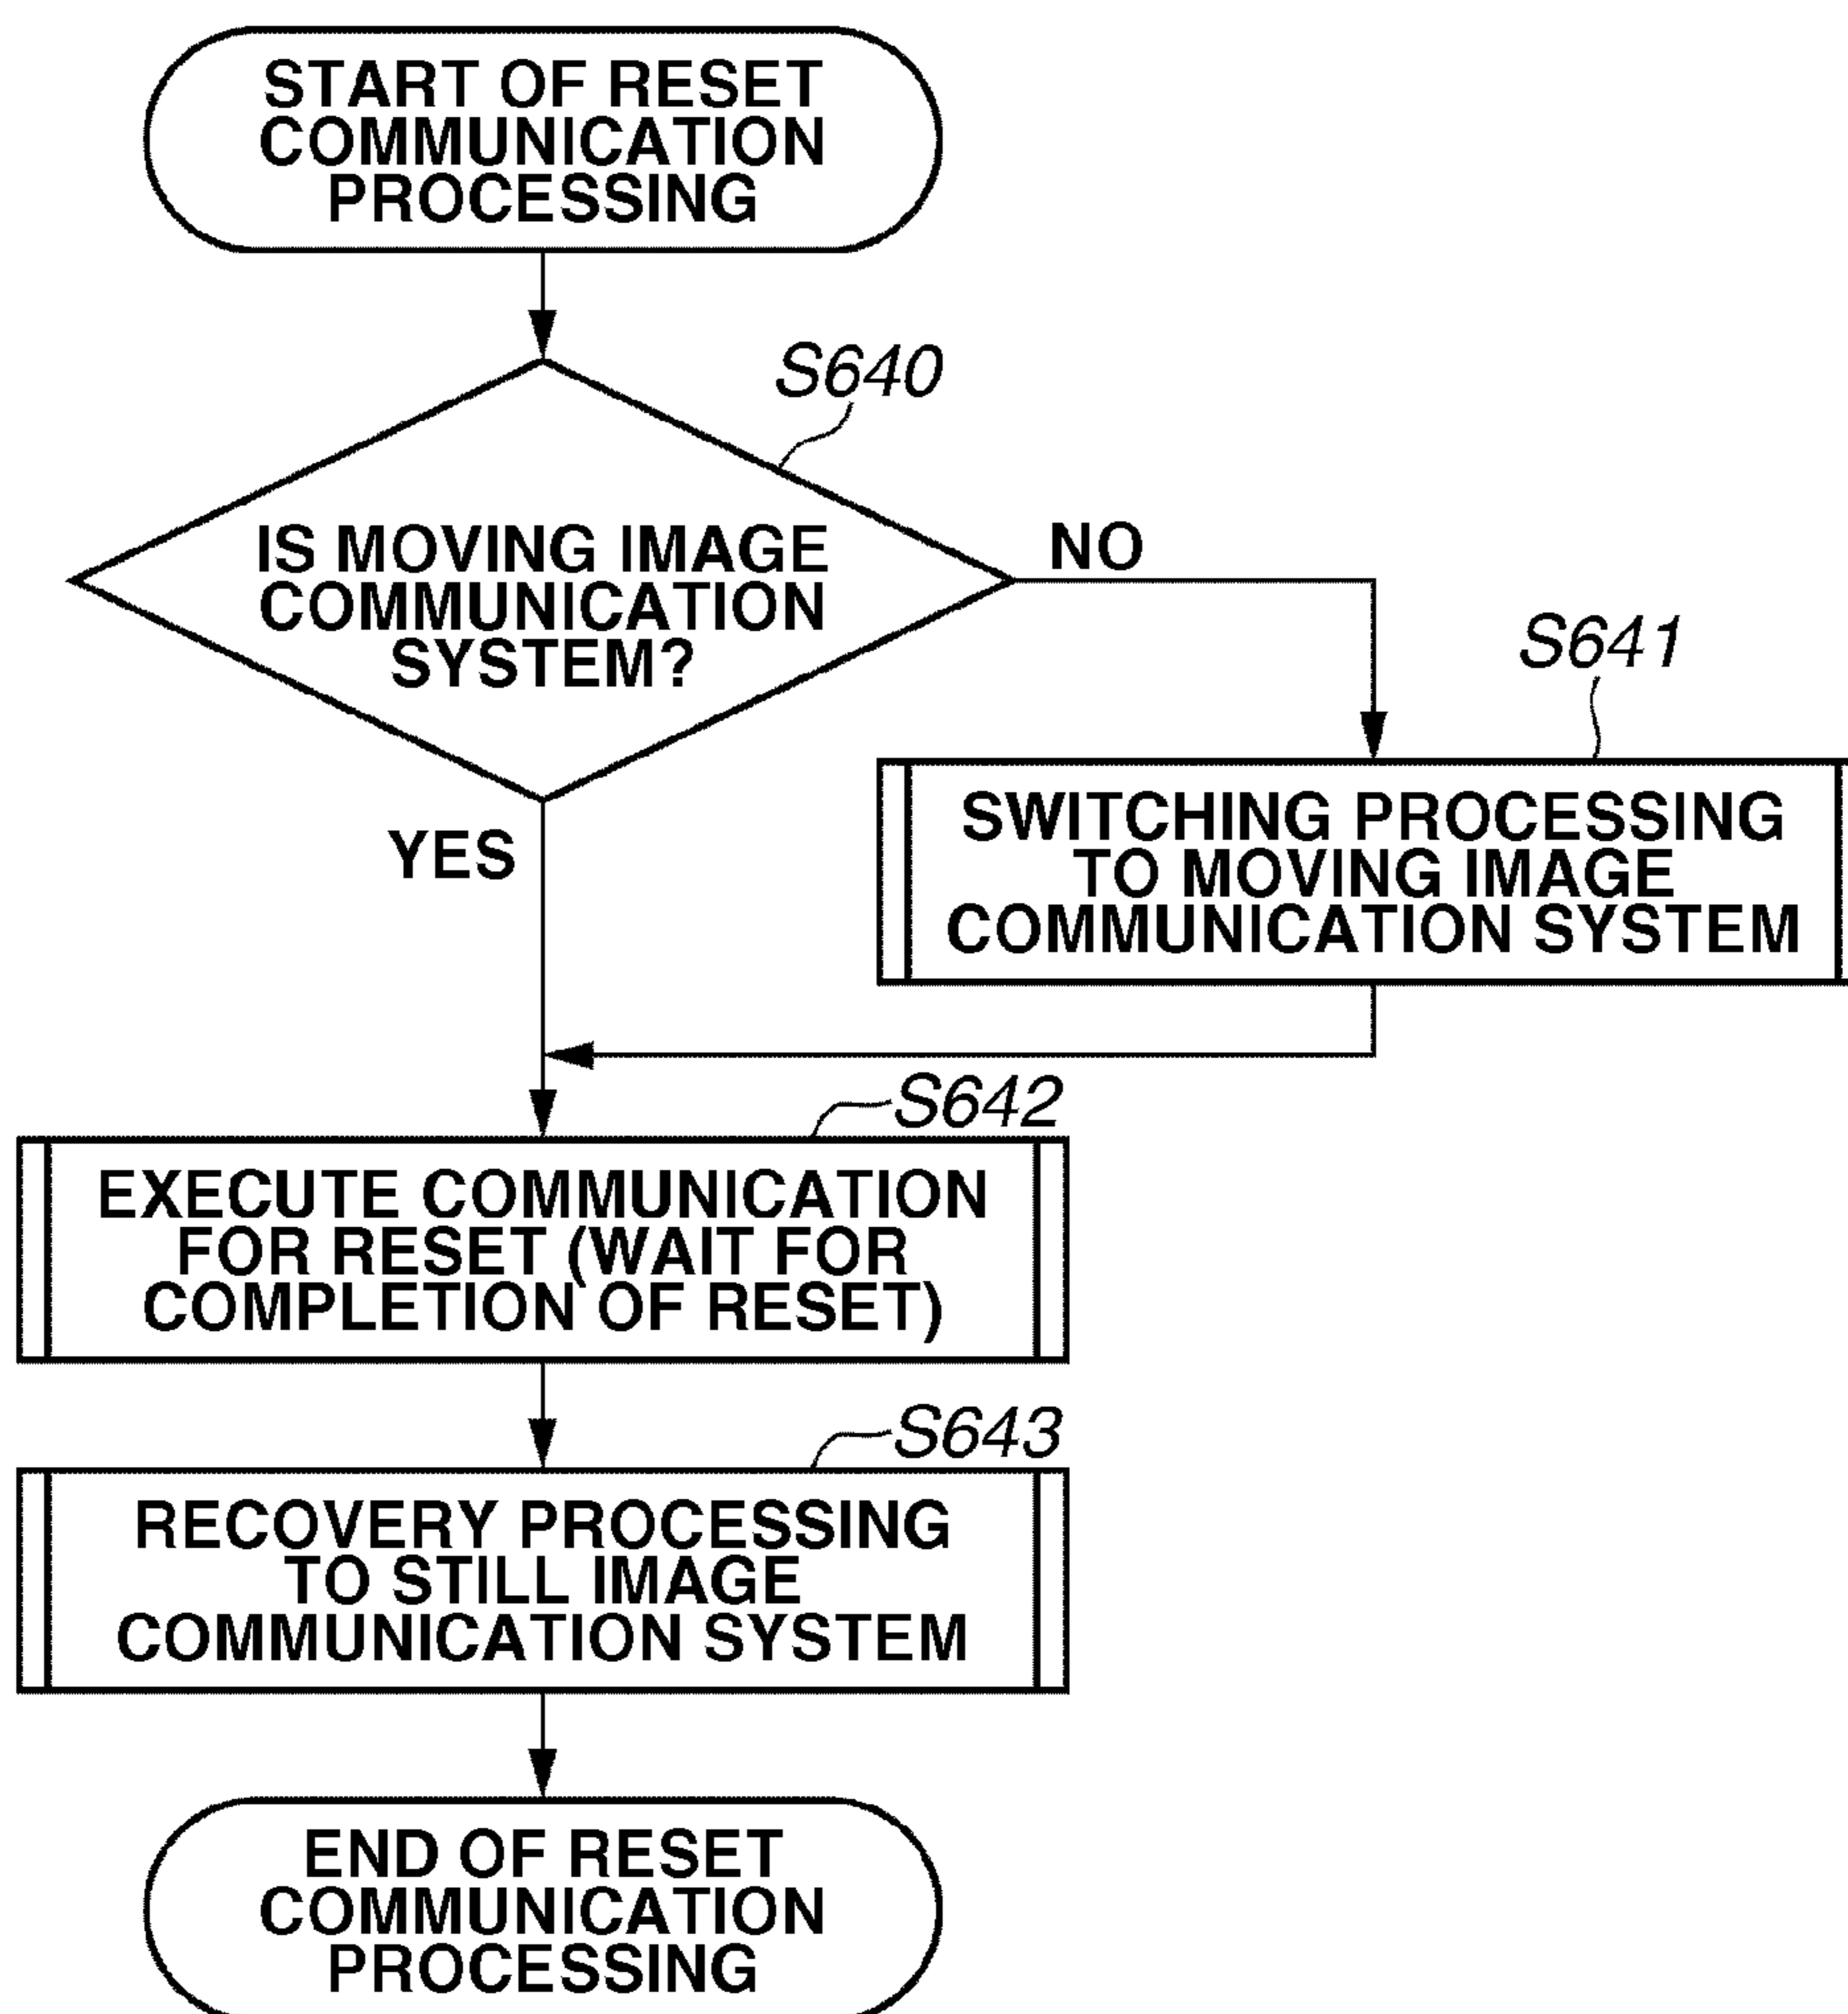 START OF RESET
COMMUNICATION
PROCESSING
S640
IS MOVING IMAGE
COMMUNICATION
SYSTEM?
NO
S641
SWITCHING PROCESSING
TO MOVING IMAGE
COMMUNICATION SYSTEM
YES
S642
EXECUTE COMMUNICATION
FOR RESET (WAIT FOR
COMPLETION OF RESET)
S643
RECOVERY PROCESSING
TO STILL IMAGE
COMMUNICATION SYSTEM
END OF RESET
COMMUNICATION
PROCESSING